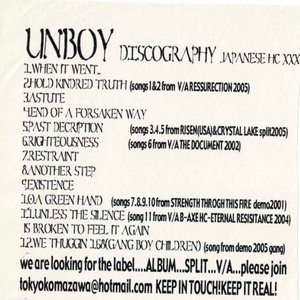 UNBOY DISCOGRAPHY JAPANESE HC XXX
1.WHEN IT WENT..
2.HOLD KINDRED TRUTH (songs 1&2 from V/A RESSURECTION 2005)
3.ASTUTE
4.END OF A FORSAKEN WAY
5.PAST DECRIPTION (songs 3.4.5 from RISEN(USA)&CRYSTAL LAKE split2005)
6.RIGHTEOUSNESS (songs 6 from V/A THE DOCUMENT 2002)
7.RESTRAINT
8.ANOTHER STEP
9.EXISTENCE
10.A GREEN HAND (songs 7.8.9.10 from STRENGTH THROGH THIS FIRE demo2001)
11.UNLESS THE SILENCE (song 11 from V/A B-AXE HC-ETERNAL RESISTANCE 2004)
IS BROKEN TO FEEL IT AGAIN
12.WE THUGGIN 16&(GANG BOY CHILDREN) (song from demo 2005 gang)
we are looking for the label....ALBUM...SPLIT...V/A...please join
tokyokomazawa@hotmail.com KEEP IN TOUCH!KEEP IT REAL!